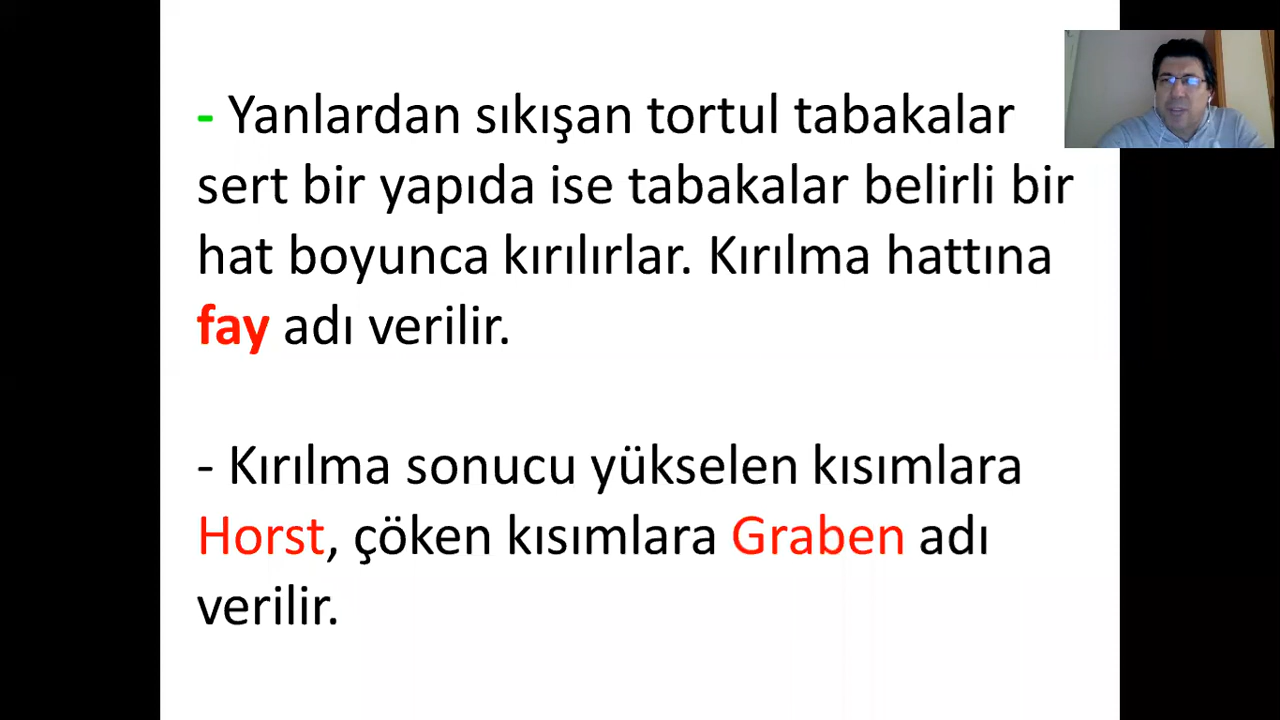 - Yanlardan sıkışan tortul tabakalar
sert bir yapıda ise tabakalar belirli bir
hat boyunca kırılırlar. Kırılma hattına
fay adı verilir.
- Kırılma sonucu yükselen kısımlara
Horst, çöken kısımlara Graben adı
verilir.